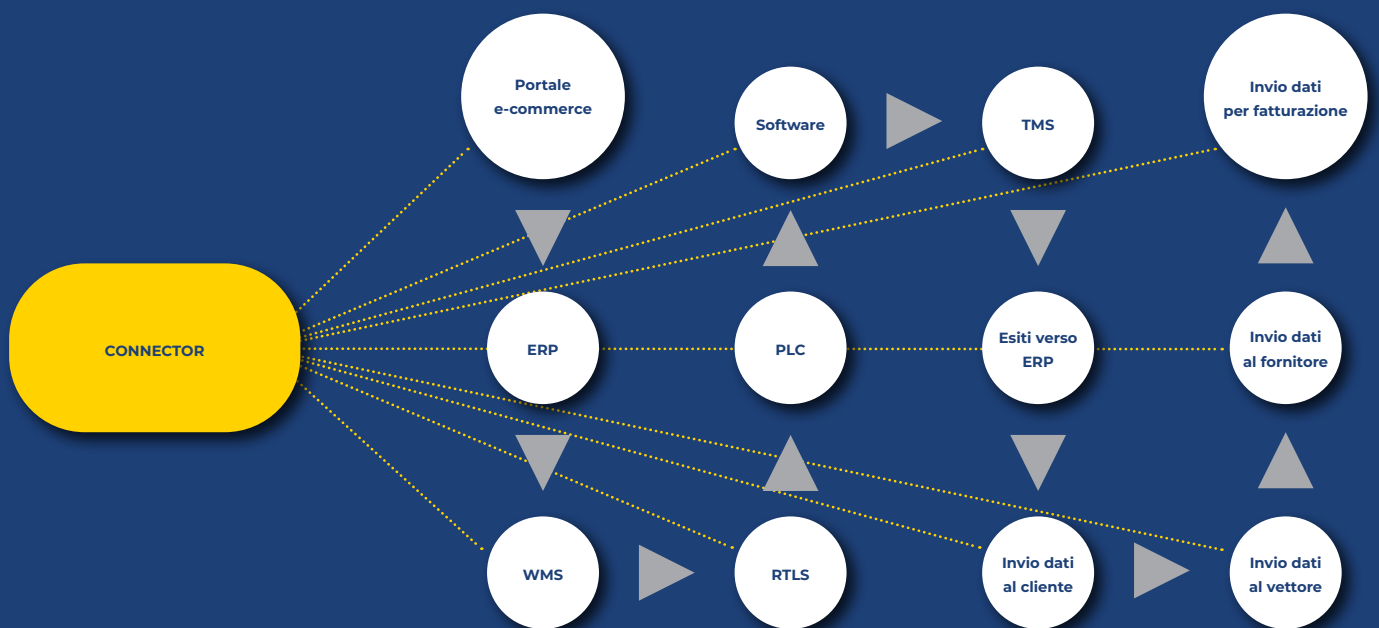 Portale
e-commerce
Software
TMS
Invio dati
per fatturazione
CONNECTOR
ERP
PLC
Esiti verso
ERP
Invio dati
al fornitore
WMS
RTLS
Invio dati
al cliente
Invio dati
al vettore